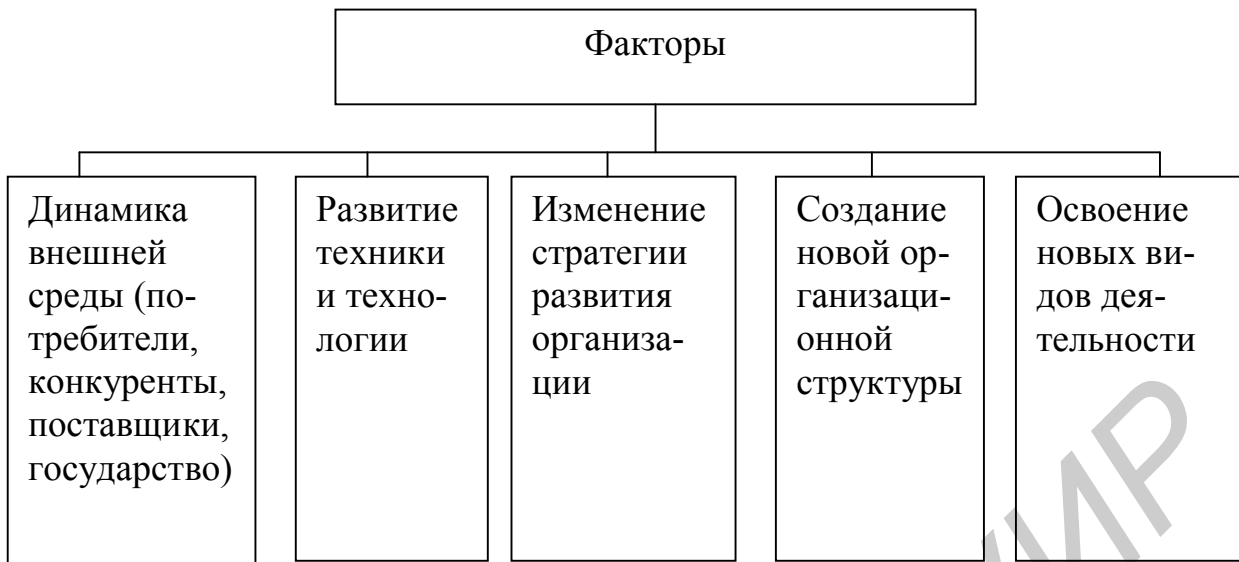 Факторы
Динамика
внешней
среды (по-
требители,
конкуренты,
поставщики,
государство)
Развитие
техники
и техно-
логии
Изменение
стратегии
развития
организа-
ции
Создание
новой ор-
ганизаци-
онной
структуры
Освоение
новых ви-
дов дея-
тельности